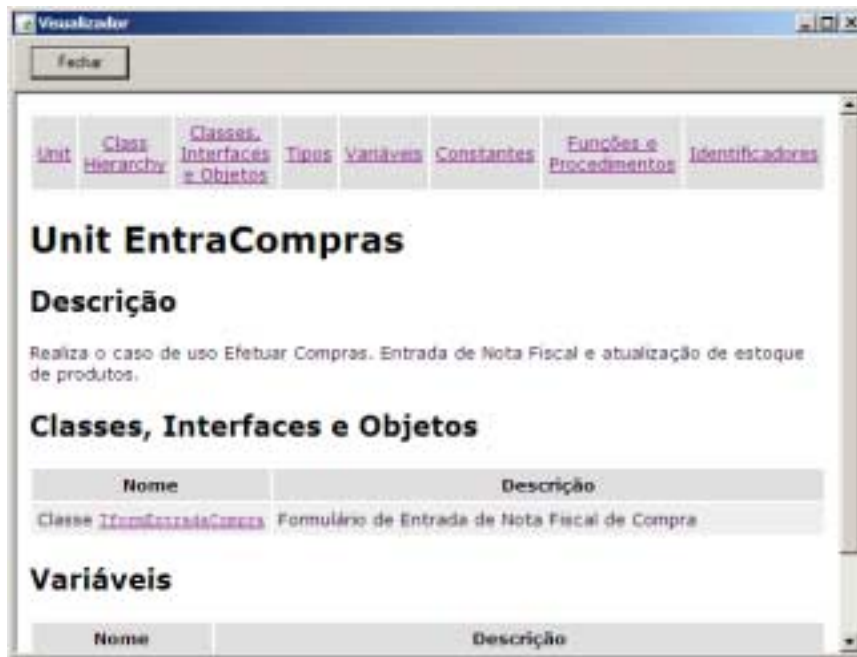 Visualizador
Fechar
Classes,
Unit Class Interfaces Tipos Variáveis Constantes Funções e Identificadores
Hierarchy e Objetos Procedimentos
Unit EntraCompras
Descrição
Realiza o caso de uso Efetuar Compras. Entrada de Nota Fiscal e atualização de estoque
de produtos.
Classes, Interfaces e Objetos
Nome Descrição
Classe TformEntradaCompra Formulário de Entrada de Nota Fiscal de Compra
Variáveis
Nome Descrição